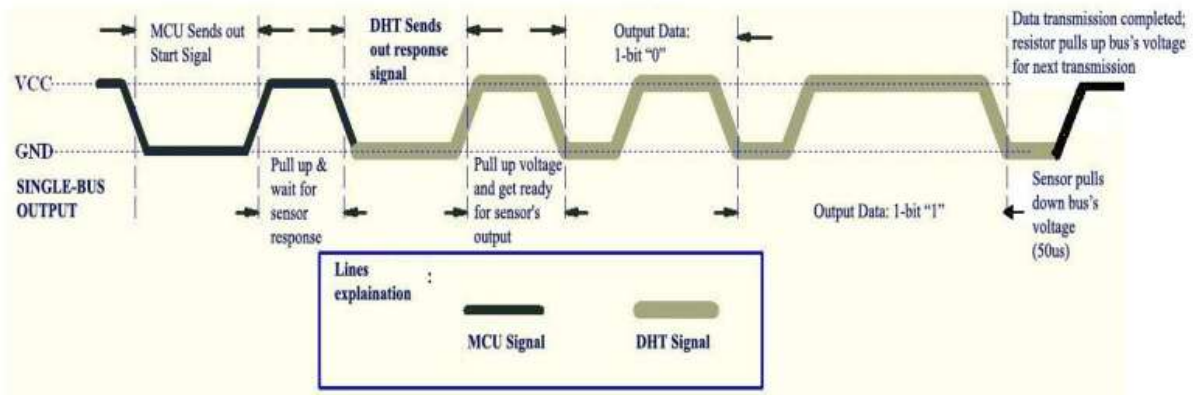 MCU Sends out
Start Sigal
DHT Sends
out response
signal
Output Data:
1-bit “0”
Data transmission completed;
resistor pulls up bus’s voltage
for next transmission
VCC
GND
SINGLE-BUS
OUTPUT
Pull up &
wait for
sensor
response
Pull up voltage
and get ready
for sensor's
output
Output Data: 1-bit “1”
Sensor pulls
down bus’s
voltage
(50us)
Lines
explaination :
MCU Signal
DHT Signal